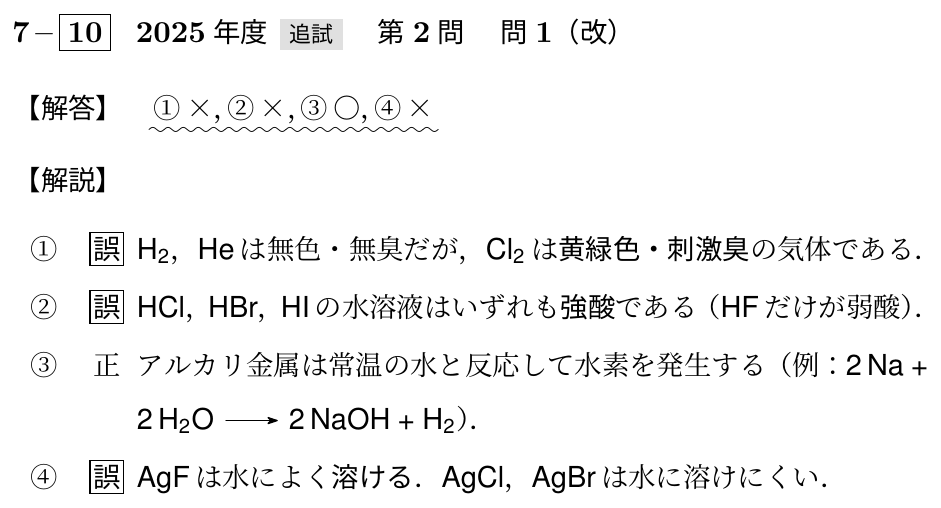 7–10 2025 年度 追試 第 2 問 問 1（改）
【解答】 ① ×, ② ×, ③ ○, ④ ×
【解説】
① 誤 H₂，He は無色・無臭だが，Cl₂ は黄緑色・刺激臭の気体である．
② 誤 HCl，HBr，HI の水溶液はいずれも強酸である（HF だけが弱酸）．
③ 正 アルカリ金属は常温の水と反応して水素を発生する（例：2 Na +
2 H₂O ⟶ 2 NaOH + H₂）．
④ 誤 AgF は水によく溶ける．AgCl，AgBr は水に溶けにくい．